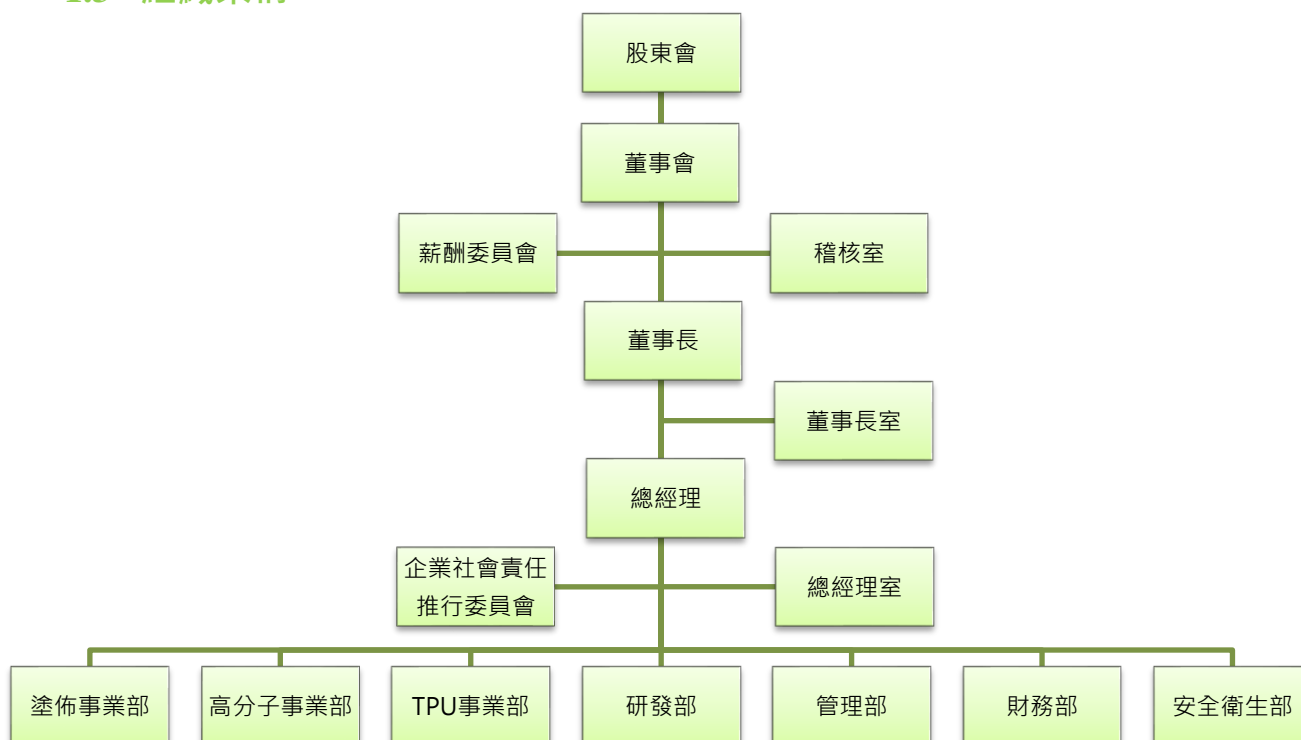 股東會
董事會
薪酬委員會
稽核室
董事長
董事長室
總經理
企業社會責任
推行委員會
總經理室
塗佈事業部
高分子事業部
TPU事業部
研發部
管理部
財務部
安全衛生部